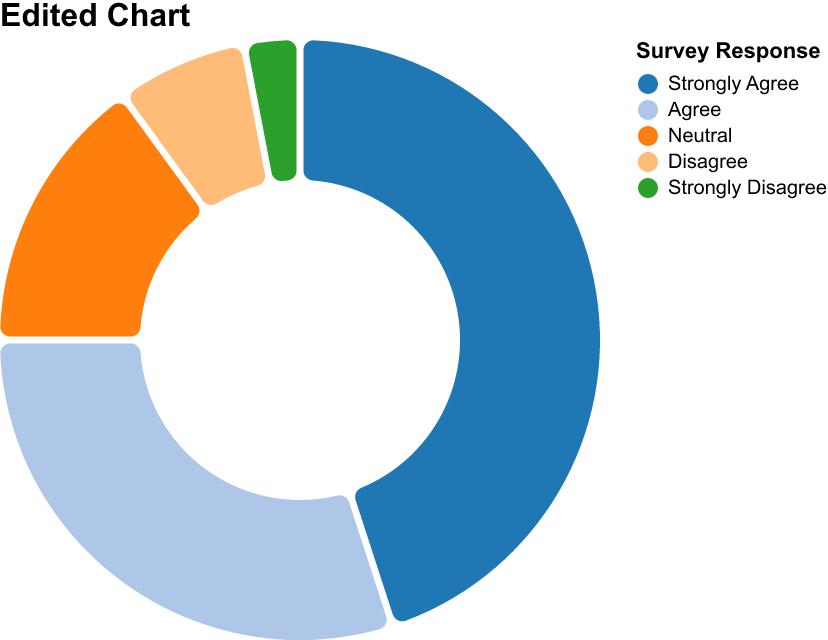 Edited Chart
Survey Response
Strongly Agree
Agree
Neutral
Disagree
Strongly Disagree